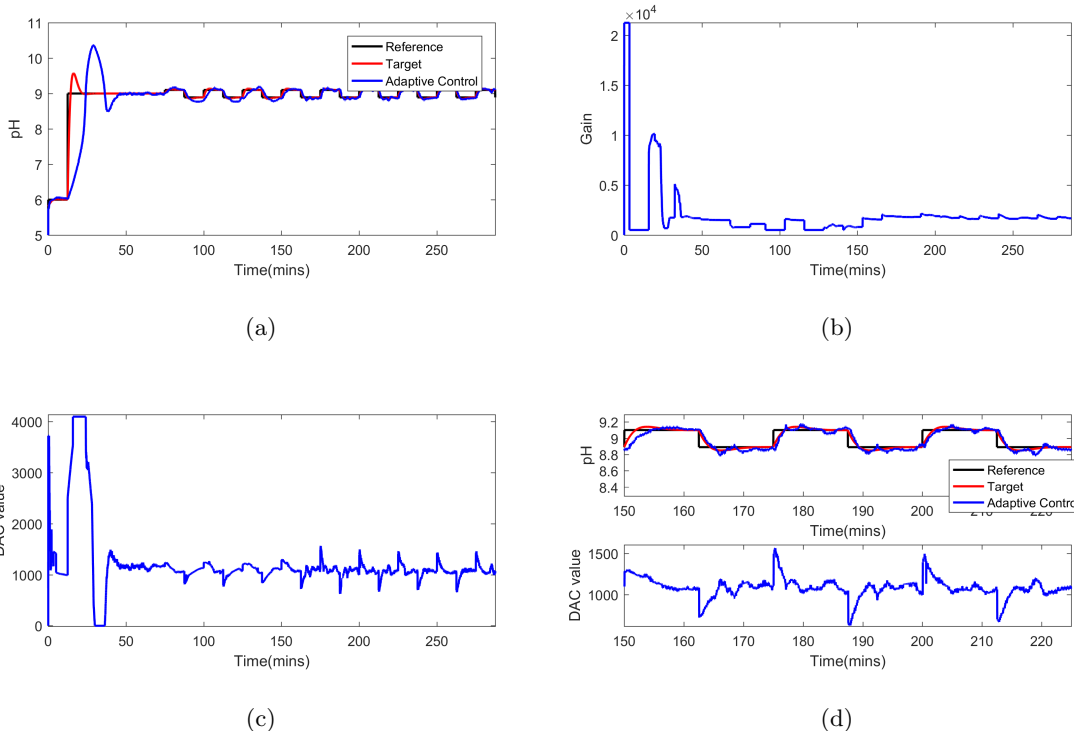 11
10
9
8
7
6
5
pH
0
50
100
150
200
250
Time(mins)
Reference
Target
Adaptive Control
(a)
×10⁴
2
1.5
1
0.5
0
Gain
0
50
100
150
200
250
Time(mins)
(b)
4000
3000
2000
1000
0
value
0
50
100
150
200
250
Time(mins)
(c)
9.2
9
8.8
8.6
8.4
pH
150
160
170
180
190
200
Time(mins)
Reference
Target
Adaptive Contro
1500
1000
DAC value
150
160
170
180
190
200
210
220
Time(mins)
(d)